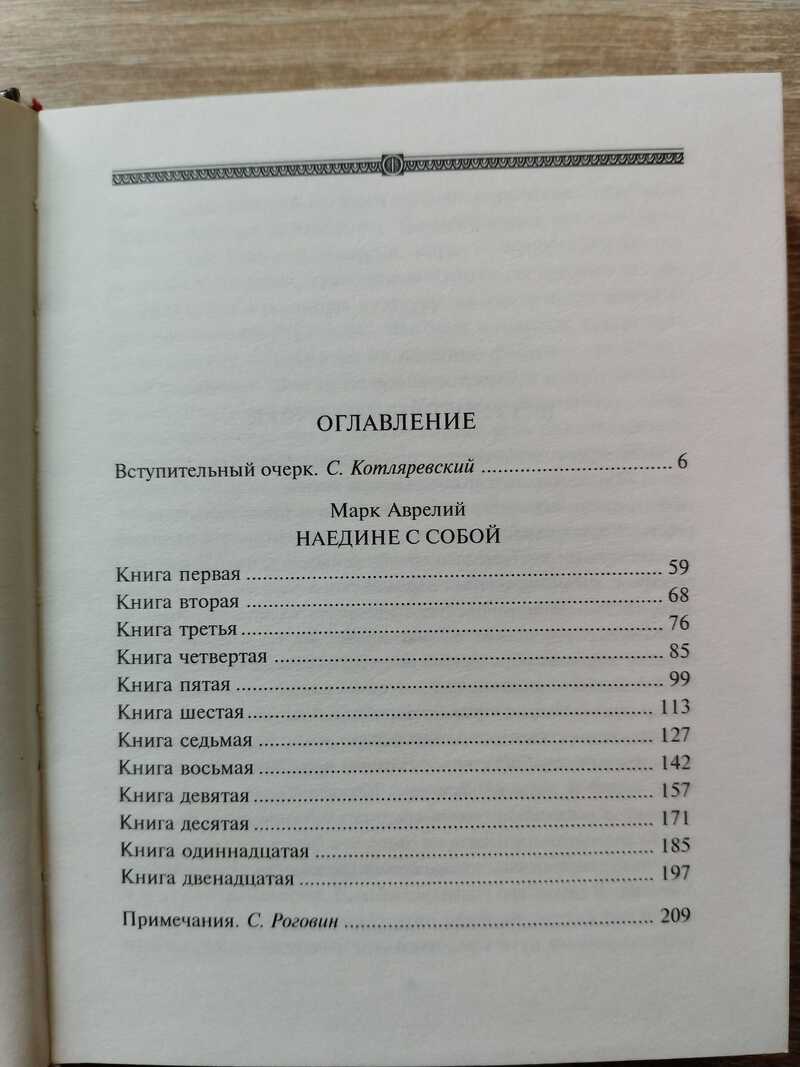 ОГЛАВЛЕНИЕ
Вступительный очерк. С. Котляревский ................................ 6
Марк Аврелий
НАЕДИНЕ С СОБОЙ
Книга первая ................................ 59
Книга вторая ................................ 68
Книга третья ................................ 76
Книга четвертая ................................ 85
Книга пятая ................................ 99
Книга шестая ................................ 113
Книга седьмая ................................ 127
Книга восьмая ................................ 142
Книга девятая ................................ 157
Книга десятая ................................ 171
Книга одиннадцатая ................................ 185
Книга двенадцатая ................................ 197
Примечания. С. Роговин ................................ 209